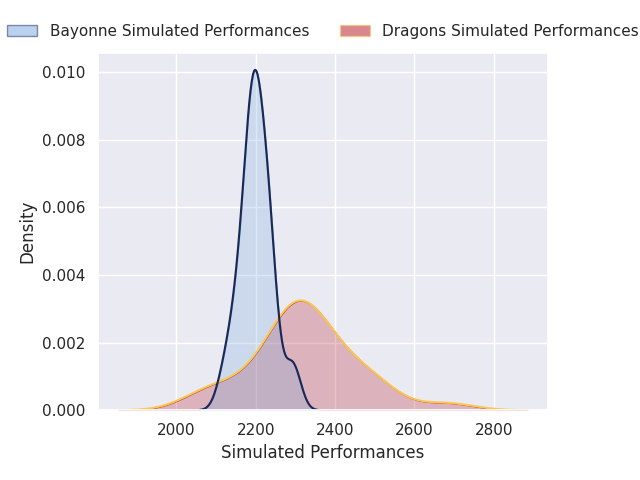 Bayonne Simulated Performances
Dragons Simulated Performances
0.010
0.008
0.006
0.004
0.002
0.000
Density
2000
2200
2400
2600
2800
Simulated Performances